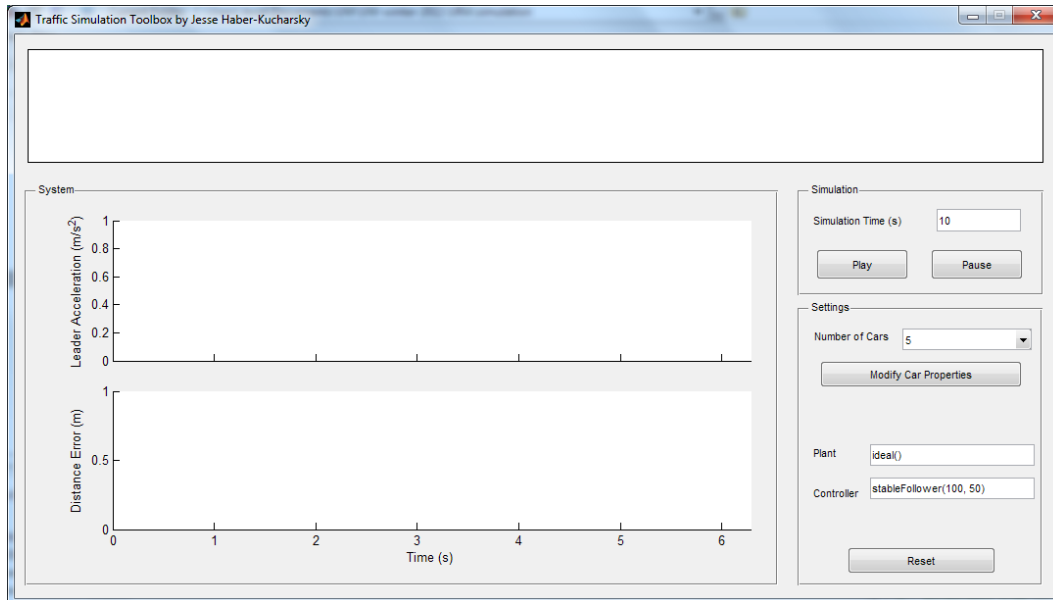 Traffic Simulation Toolbox by Jesse Haber-Kucharsky
System
Leader Acceleration (m/s²)
1
0.8
0.6
0.4
0.2
0
Distance Error (m)
1
0.5
0
0 1 2 3 4 5 6
Time (s)
Simulation
Simulation Time (s) 10
Play Pause
Settings
Number of Cars 5
Modify Car Properties
Plant ideal()
Controller stableFollower(100, 50)
Reset